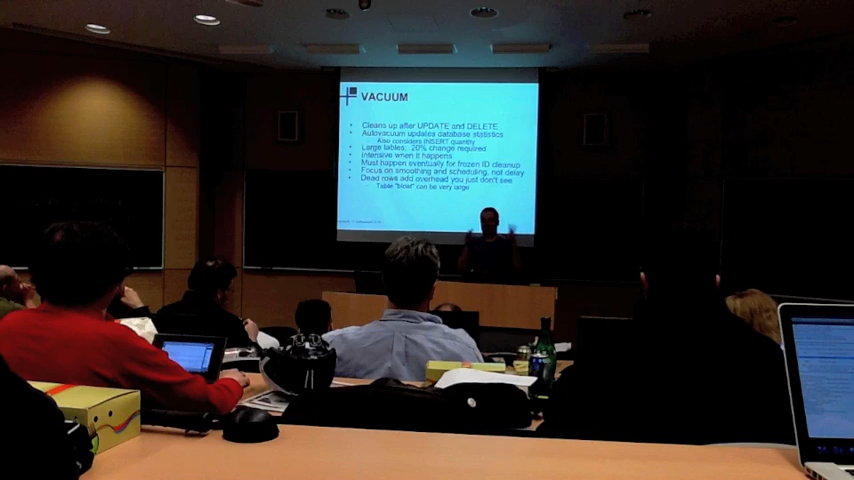 VACUUM
• Cleans up after UPDATE and DELETE
• Autovacuum updates database statistics
– Also considers INSERT quantity
• Large tables: 20% change required
• Intensive when it happens
• Must happen eventually for frozen ID cleanup
• Focus on smoothing and scheduling, not delay
• Dead rows add overhead you just don't see
– Table "bloat" can be very large